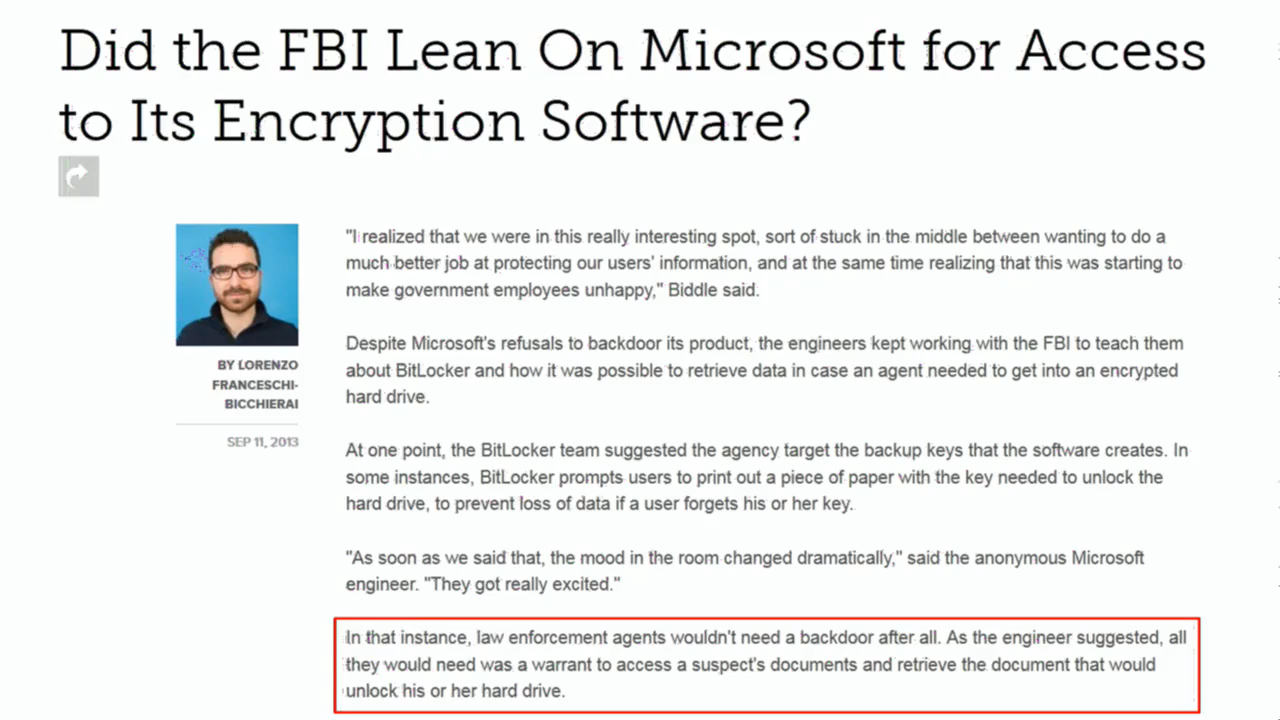 Did the FBI Lean On Microsoft for Access
to Its Encryption Software?
BY LORENZO
FRANCESCHI-
BICCHIERAI
SEP 11, 2013
"I realized that we were in this really interesting spot, sort of stuck in the middle between wanting to do a
much better job at protecting our users' information, and at the same time realizing that this was starting to
make government employees unhappy," Biddle said.
Despite Microsoft's refusals to backdoor its product, the engineers kept working with the FBI to teach them
about BitLocker and how it was possible to retrieve data in case an agent needed to get into an encrypted
hard drive.
At one point, the BitLocker team suggested the agency target the backup keys that the software creates. In
some instances, BitLocker prompts users to print out a piece of paper with the key needed to unlock the
hard drive, to prevent loss of data if a user forgets his or her key.
"As soon as we said that, the mood in the room changed dramatically," said the anonymous Microsoft
engineer. "They got really excited."
In that instance, law enforcement agents wouldn't need a backdoor after all. As the engineer suggested, all
they would need was a warrant to access a suspect's documents and retrieve the document that would
unlock his or her hard drive.